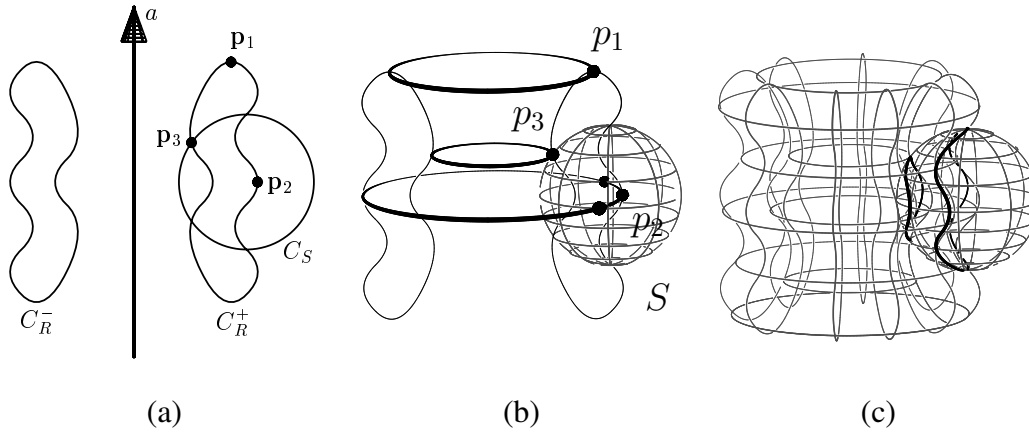 a
p₁
p₃
p₂
C_S
C_R⁻
C_R⁺
(a)
p₁
p₃
p₂
S
(b)
(c)